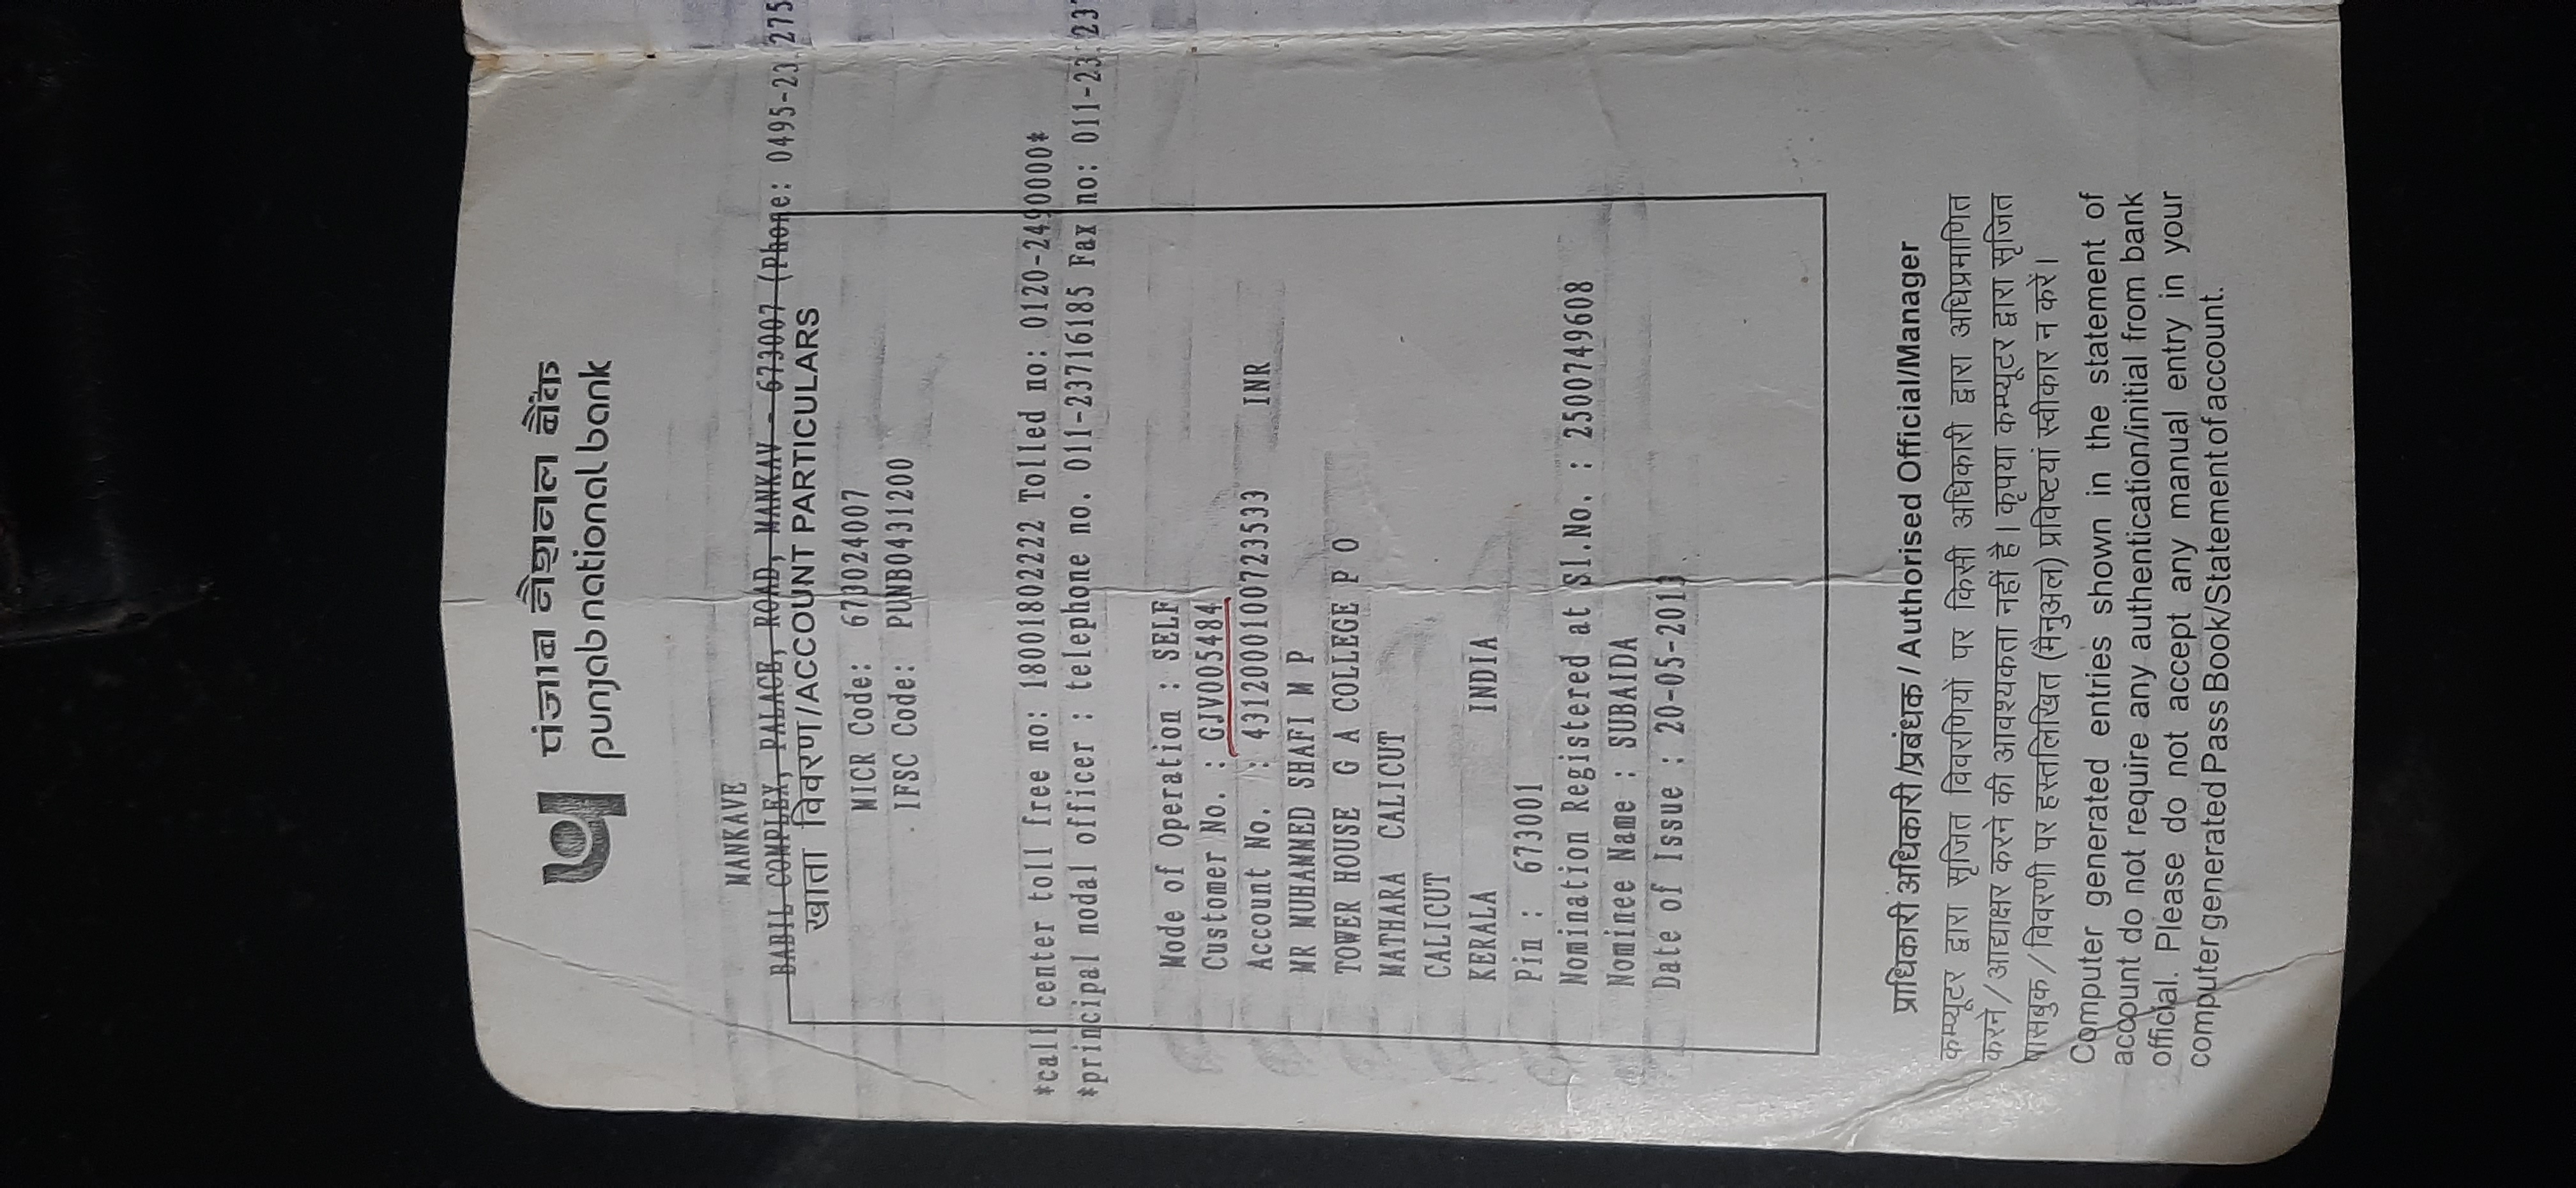 पंजाब नैशनल बैंक
punjab national bank
MANKAVE
BABIL COMPLEX, PALACE, ROAD, MANKAV - 673007 (Phone: 0495-23 275
खाता विवरण/ACCOUNT PARTICULARS
MICR Code: 673024007
IFSC Code: PUNB0431200
*call center toll free no: 18001802222 Tolled no: 0120-2490000*
*principal nodal officer : telephone no. 011-23716185 Fax no: 011-23 23
Mode of Operation : SELF
Customer No. : GJV005484
Account No. : 4312000100723533 INR
MR MUHAMMED SHAFI M P
TOWER HOUSE G A COLLEGE P O
MATHARA CALICUT
CALICUT
KERALA INDIA
Pin : 673001
Nomination Registered at Sl.No. : 2500749608
Nominee Name : SUBAIDA
Date of Issue : 20-05-2013
प्राधिकारी अधिकारी/प्रबंधक / Authorised Official/Manager
कम्प्यूटर द्वारा सृजित विवरणियों पर किसी अधिकारी द्वारा अधिप्रमाणित
करने / आद्याक्षर करने की आवश्यकता नहीं है। कृपया कम्प्यूटर द्वारा सृजित
पासबुक / विवरणी पर हस्तलिखित (मैनुअल) प्रविष्टयां स्वीकार न करें।
Computer generated entries shown in the statement of
account do not require any authentication/initial from bank
official. Please do not accept any manual entry in your
computer generated Pass Book/Statement of account.